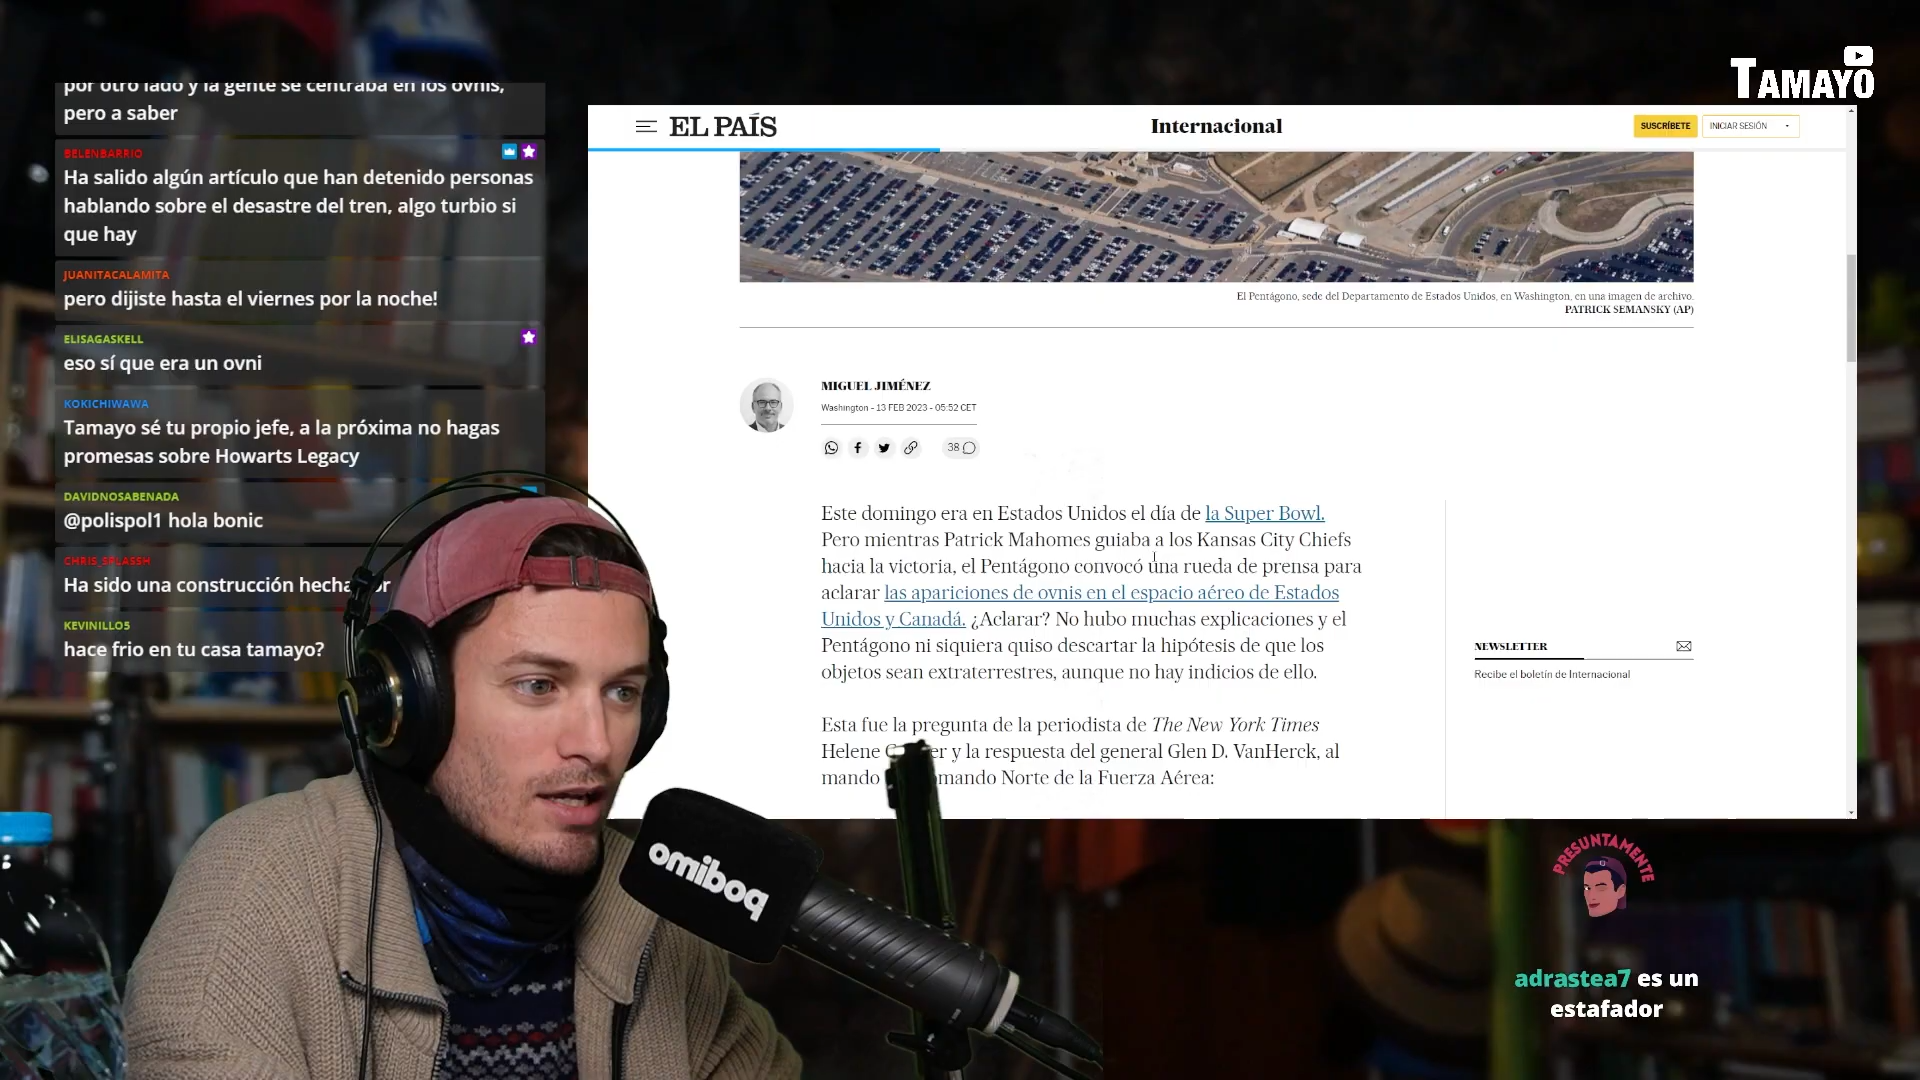 TAMAYO
por otro lado y la gente se centraba en los ovnis,
pero a saber
BELENBARRIO
Ha salido algún artículo que han detenido personas
hablando sobre el desastre del tren, algo turbio si
que hay
JUANITACALAMITA
pero dijiste hasta el viernes por la noche!
ELISAGASKELL
eso sí que era un ovni
KOKICHIWAWA
Tamayo sé tu propio jefe, a la próxima no hagas
promesas sobre Howarts Legacy
DAVIDNOSABENADA
@polispol1 hola bonic
CHRIS_SPLASSH
Ha sido una construcción hecha
KEVINILLO5
hace frio en tu casa tamayo?
EL PAÍS
Internacional
SUSCRÍBETE
INICIAR SESIÓN
El Pentágono, sede del Departamento de Estados Unidos, en Washington, en una imagen de archivo.
PATRICK SEMANSKY (AP)
MIGUEL JIMÉNEZ
Washington - 13 FEB 2023 - 05:52 CET
38
Este domingo era en Estados Unidos el día de la Super Bowl.
Pero mientras Patrick Mahomes guiaba a los Kansas City Chiefs
hacia la victoria, el Pentágono convocó una rueda de prensa para
aclarar las apariciones de ovnis en el espacio aéreo de Estados
Unidos y Canadá. ¿Aclarar? No hubo muchas explicaciones y el
Pentágono ni siquiera quiso descartar la hipótesis de que los
objetos sean extraterrestres, aunque no hay indicios de ello.
Esta fue la pregunta de la periodista de The New York Times
Helene y la respuesta del general Glen D. VanHerck, al
mando Norte de la Fuerza Aérea:
NEWSLETTER
Recibe el boletín de Internacional
omiboq
PRESUNTAMENTE
adrastea7 es un
estafador